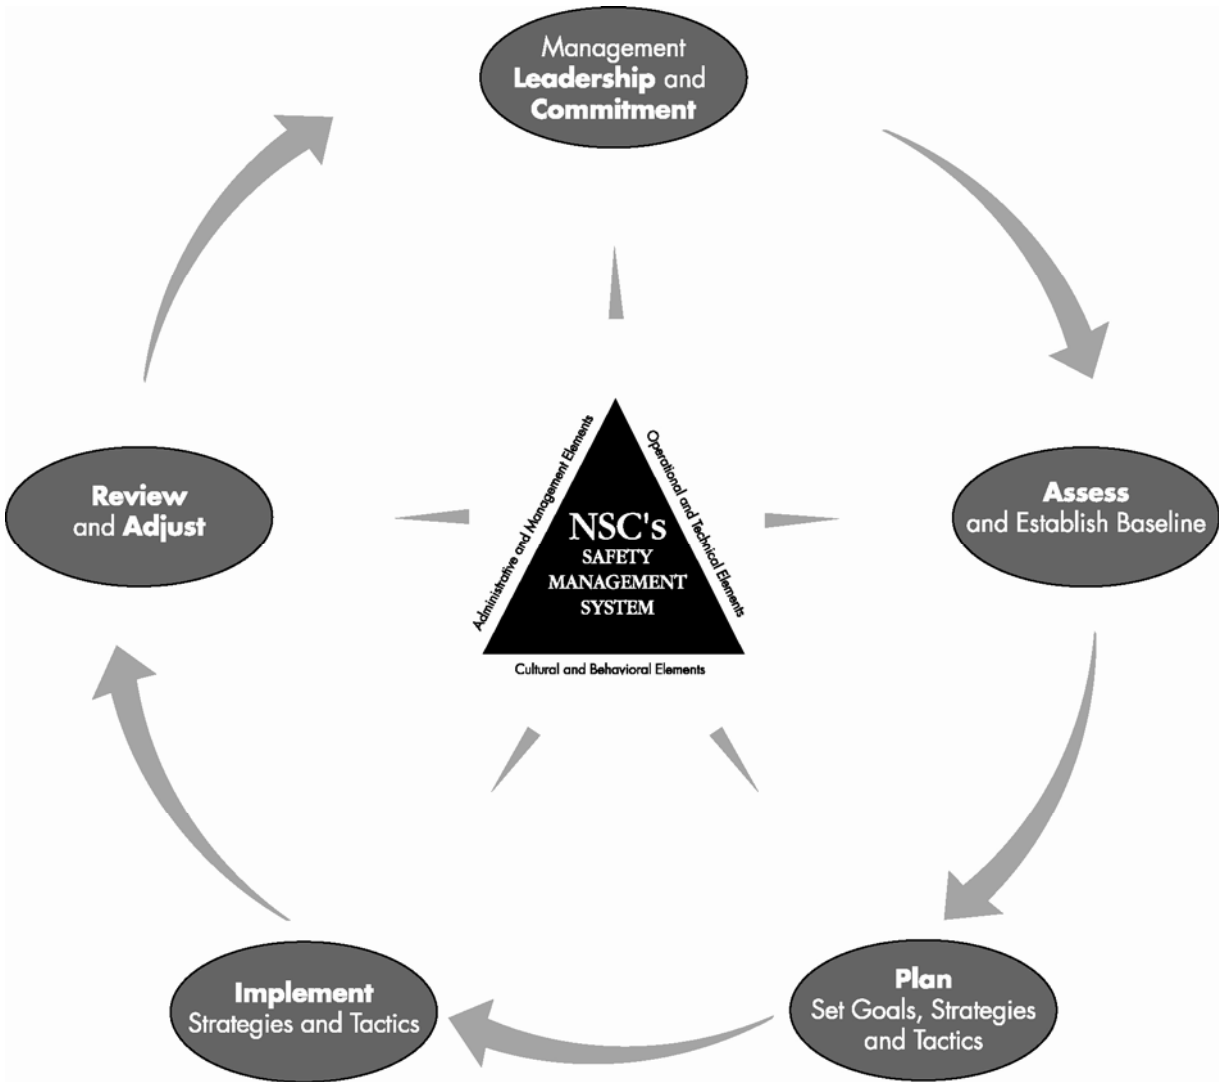 Management
Leadership and
Commitment
Assess
and Establish Baseline
Plan
Set Goals, Strategies
and Tactics
Implement
Strategies and Tactics
Review
and Adjust
Administrative and Management Elements
Operational and Technical Elements
NSC's
SAFETY
MANAGEMENT
SYSTEM
Cultural and Behavioral Elements